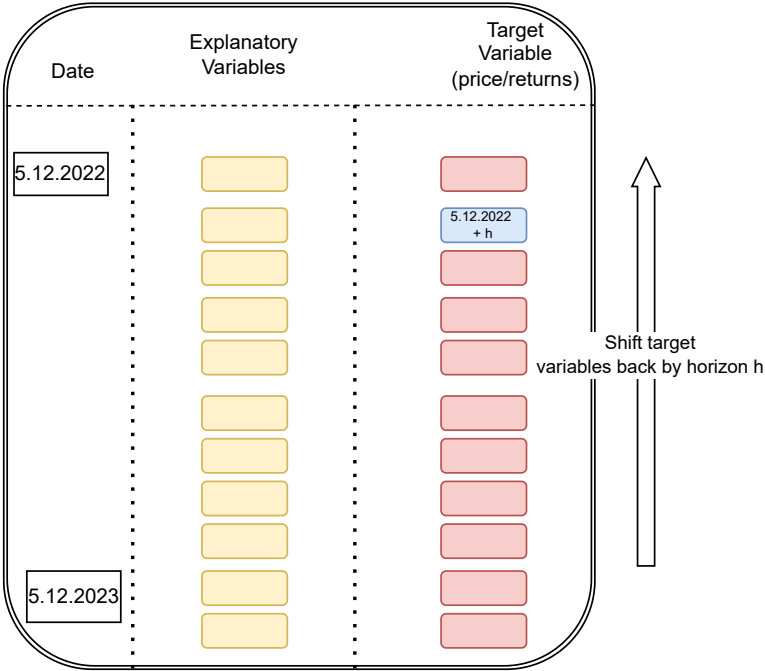 Date
Explanatory
Variables
Target
Variable
(price/returns)
5.12.2022
5.12.2022
+ h
Shift target
variables back by horizon h
5.12.2023